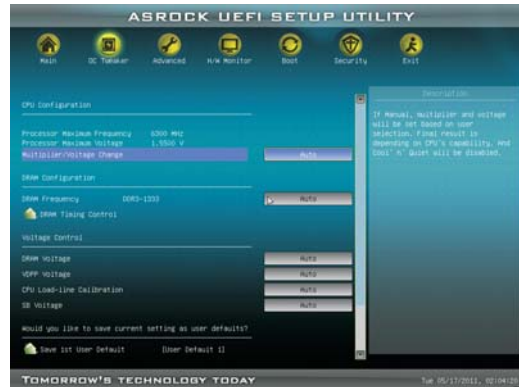 ASROCK UEFI SETUP UTILITY
Main
OC Tweaker
Advanced
H/W Monitor
Boot
Security
Exit
Description
CPU Configuration
If Manual, multiplier and voltage
will be set based on user
selection. Final result is
depending on CPU's capability. And
Cool' n' Quiet will be disabled.
Processor Maximum Frequency 6300 MHz
Processor Maximum Voltage 1.5500 V
Multiplier/Voltage Change Auto
DRAM Configuration
DRAM Frequency DDR3-1333 Auto
DRAM Timing Control
Voltage Control
DRAM Voltage Auto
VDPP Voltage Auto
CPU Load-Line Calibration Auto
SB Voltage Auto
Would you like to save current setting as user defaults?
Save 1st User Default [User Default 1]
TOMORROW'S TECHNOLOGY TODAY
Tue 05/17/2011, 02:04:20